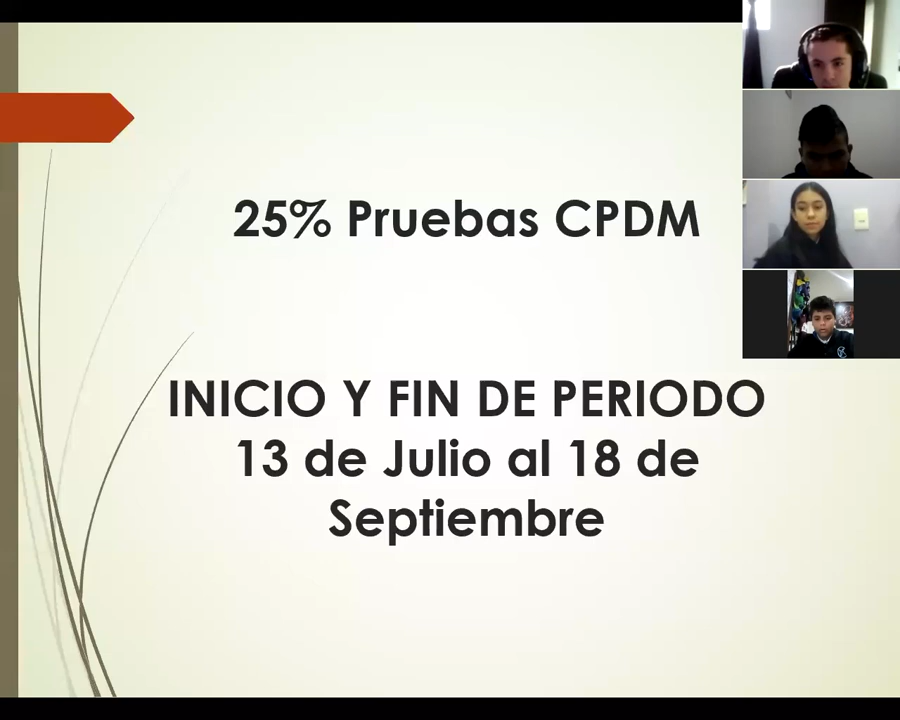 25% Pruebas CPDM
INICIO Y FIN DE PERIODO
13 de Julio al 18 de
Septiembre